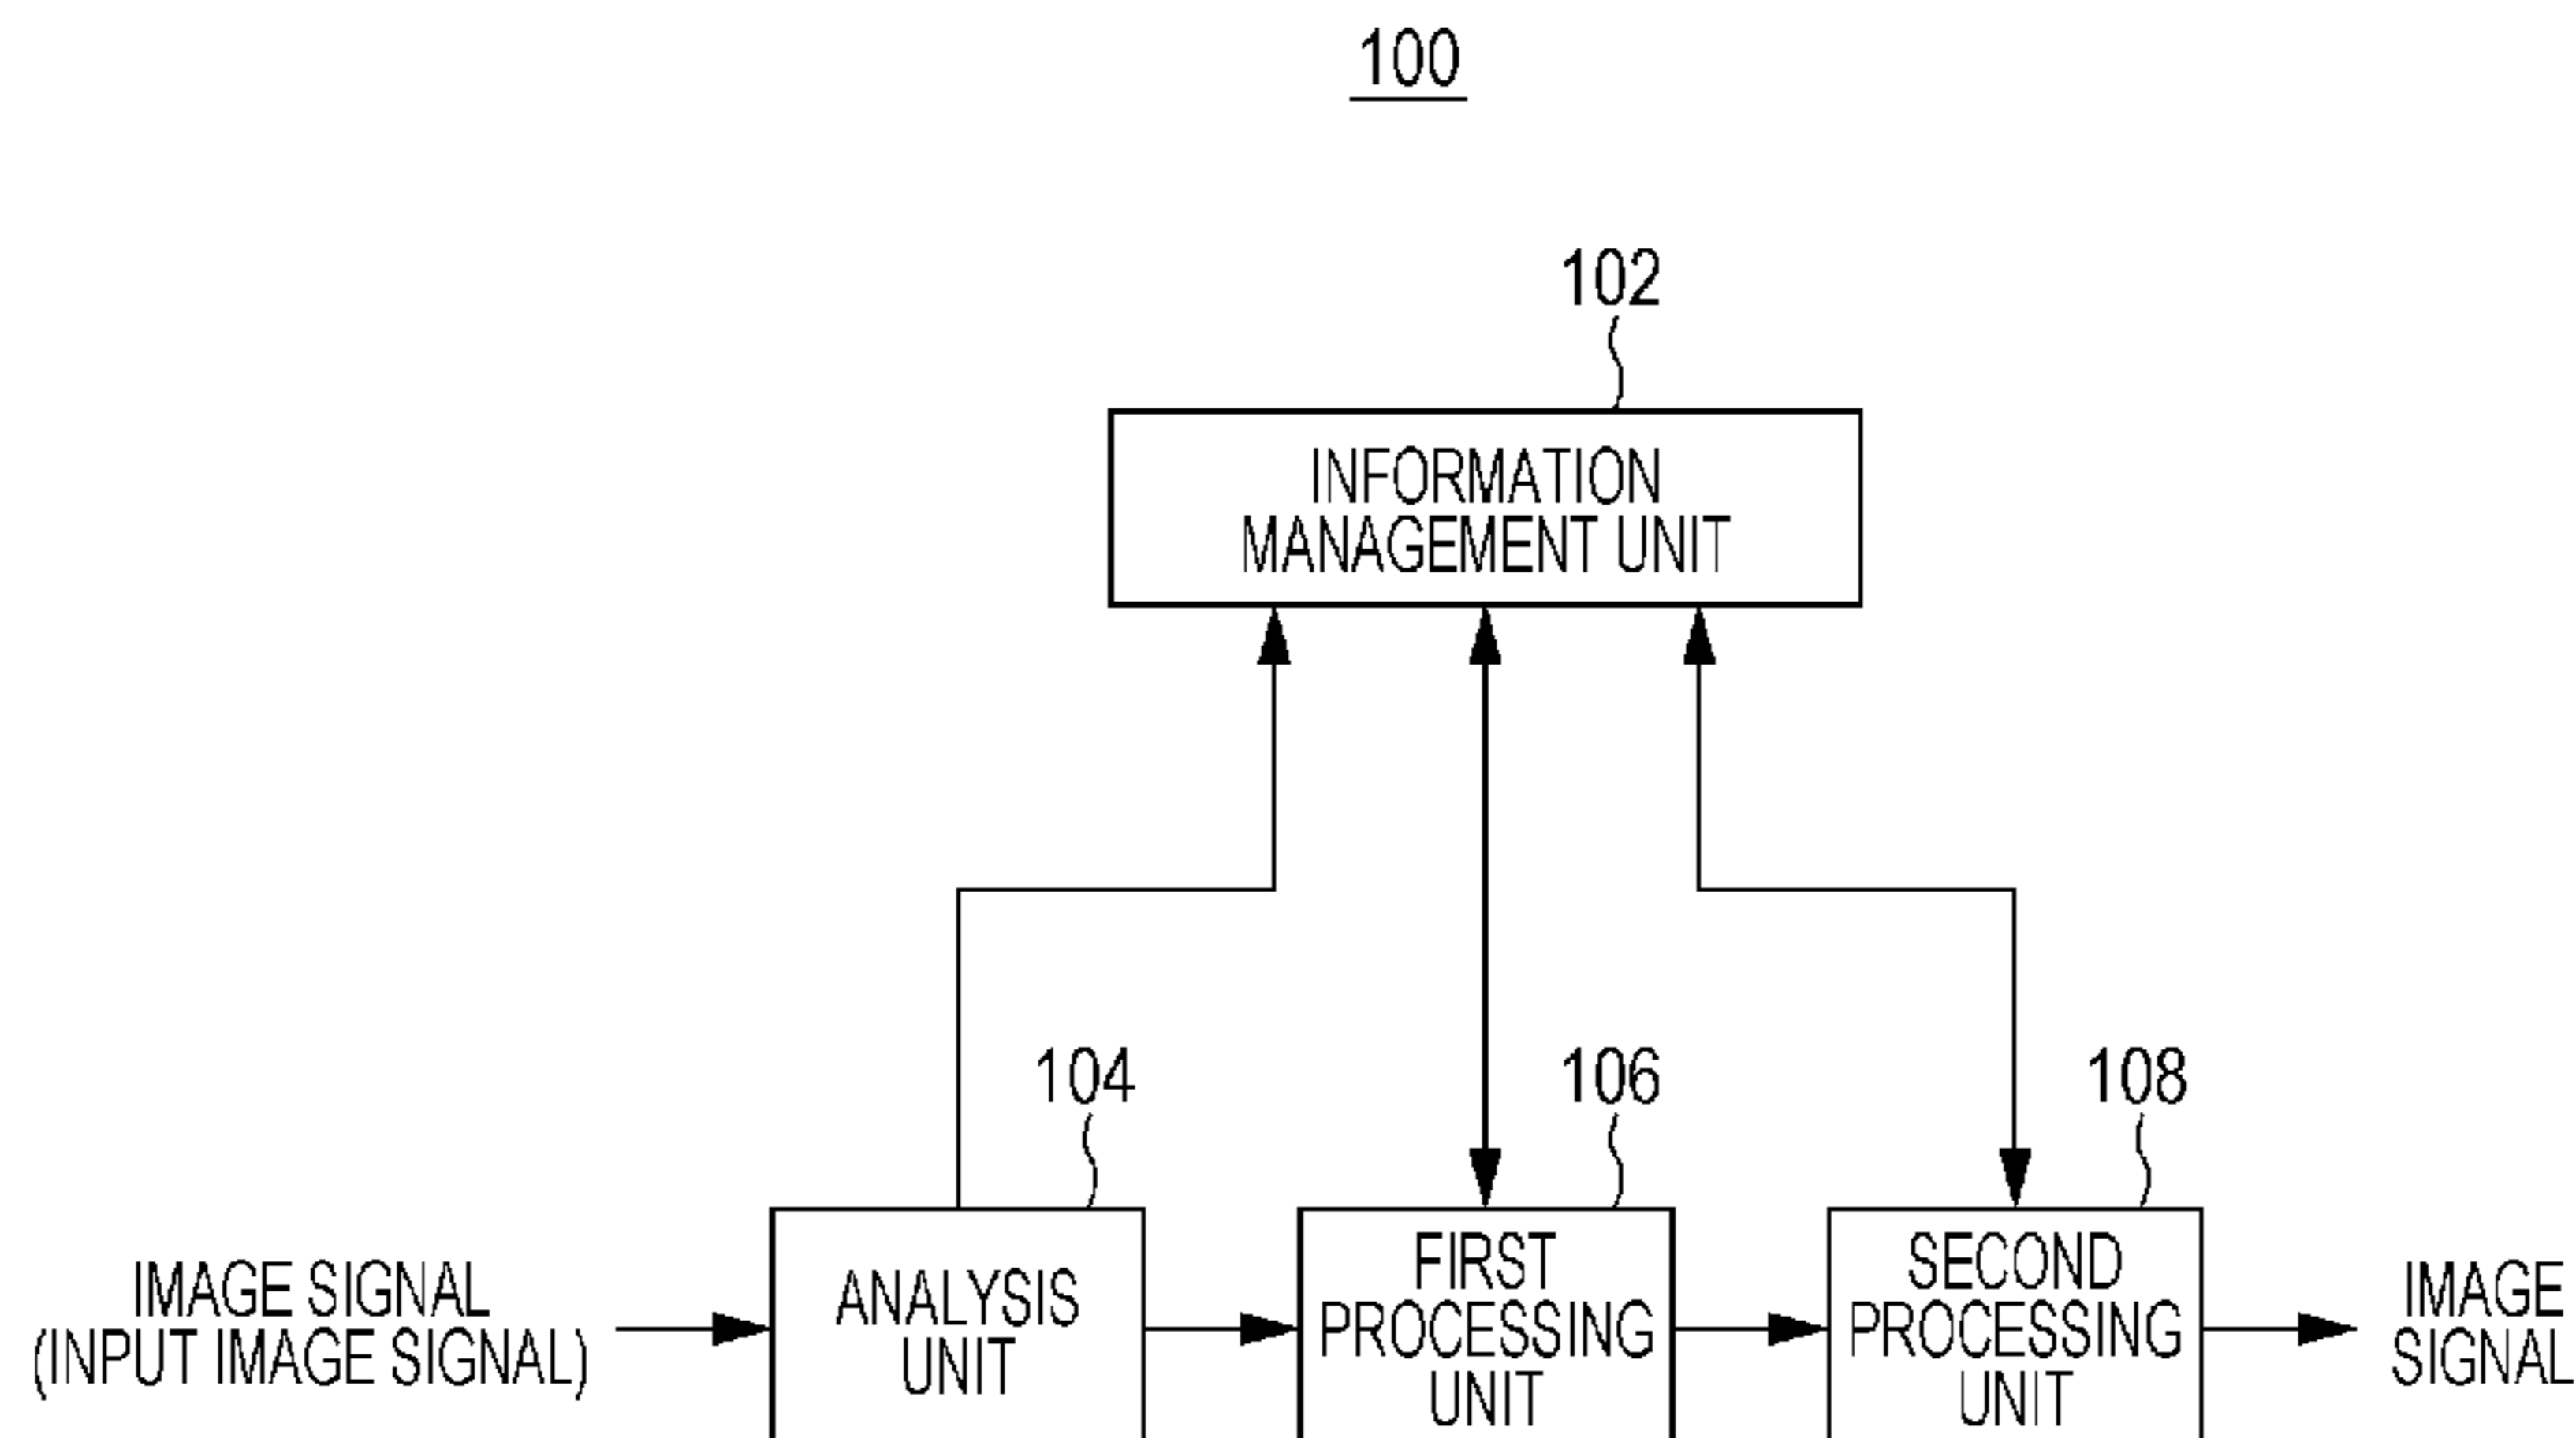 100
102
INFORMATION
MANAGEMENT UNIT
104
106
108
IMAGE SIGNAL
(INPUT IMAGE SIGNAL)
ANALYSIS
UNIT
FIRST
PROCESSING
UNIT
SECOND
PROCESSING
UNIT
IMAGE
SIGNAL